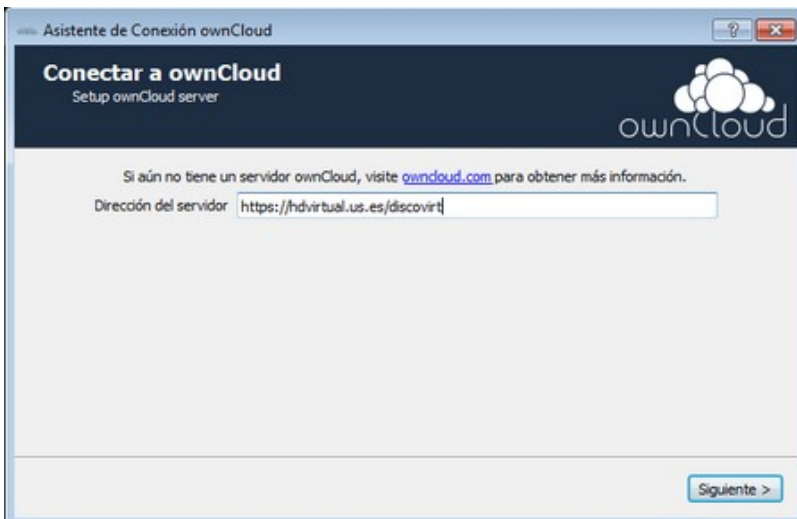 Asistente de Conexión ownCloud
Conectar a ownCloud
Setup ownCloud server
ownCloud
Si aún no tiene un servidor ownCloud, visite owncloud.com para obtener más información.
Dirección del servidor https://hdvirtual.us.es/discovirt
Siguiente >